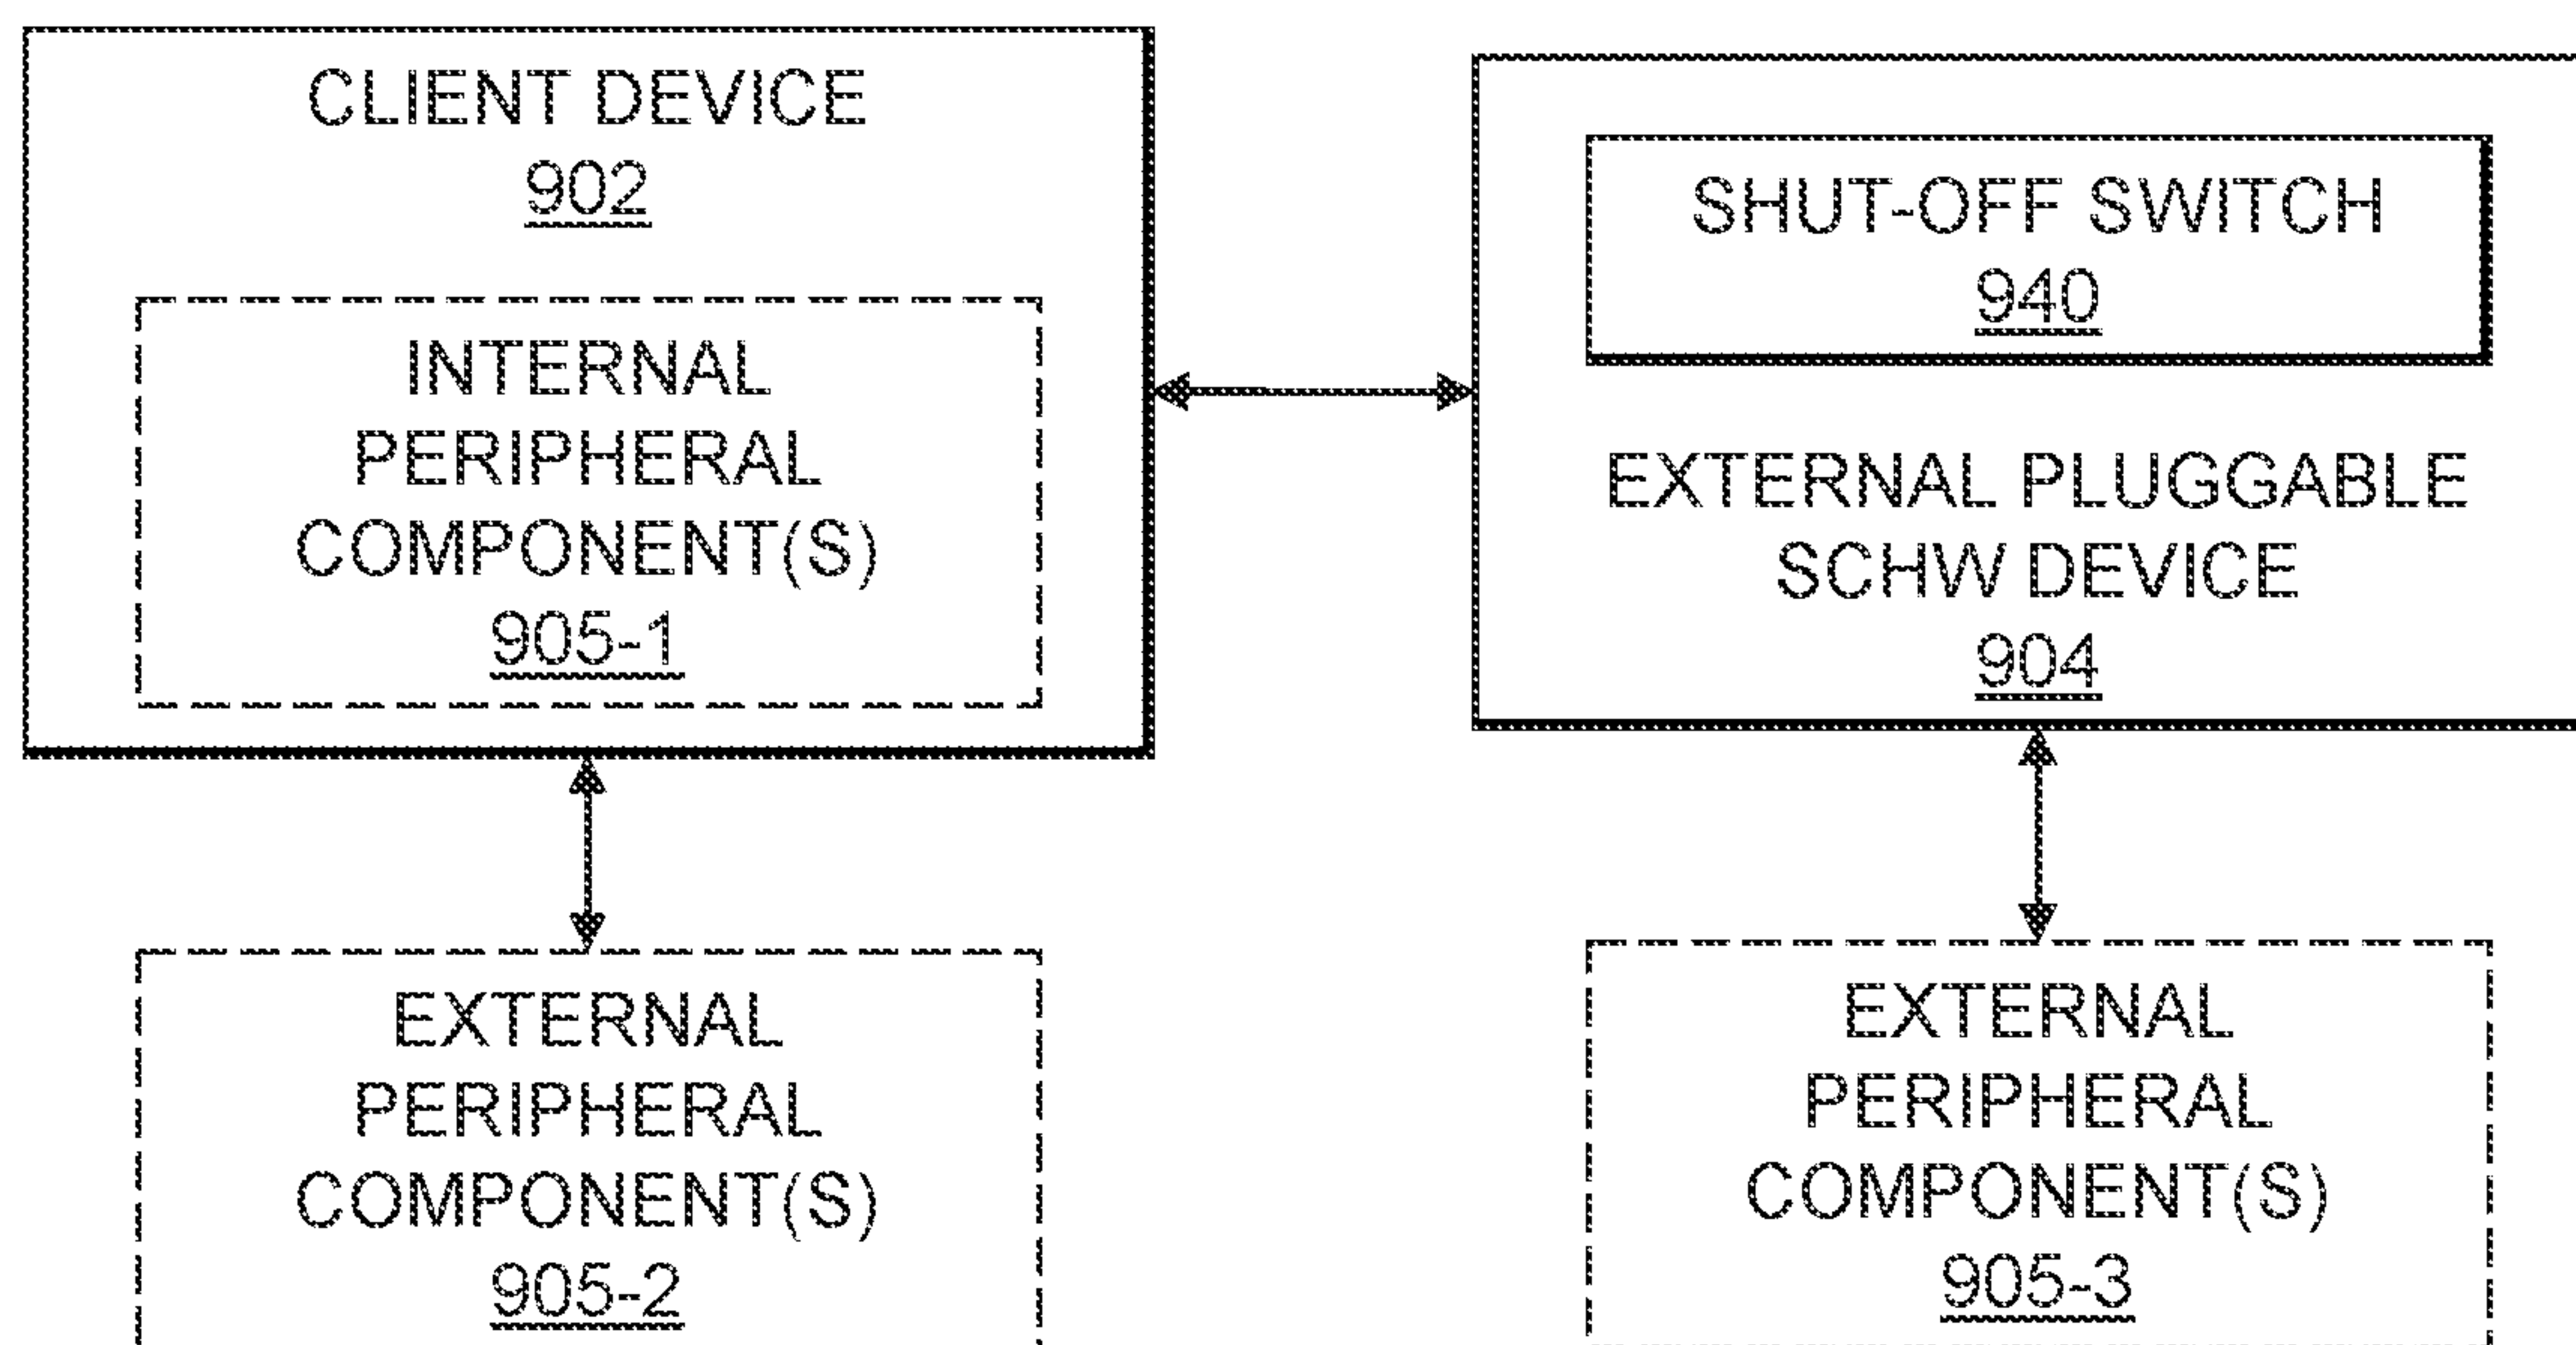 CLIENT DEVICE
902
INTERNAL
PERIPHERAL
COMPONENT(S)
905-1
SHUT-OFF SWITCH
940
EXTERNAL PLUGGABLE
SCHW DEVICE
904
EXTERNAL
PERIPHERAL
COMPONENT(S)
905-2
EXTERNAL
PERIPHERAL
COMPONENT(S)
905-3